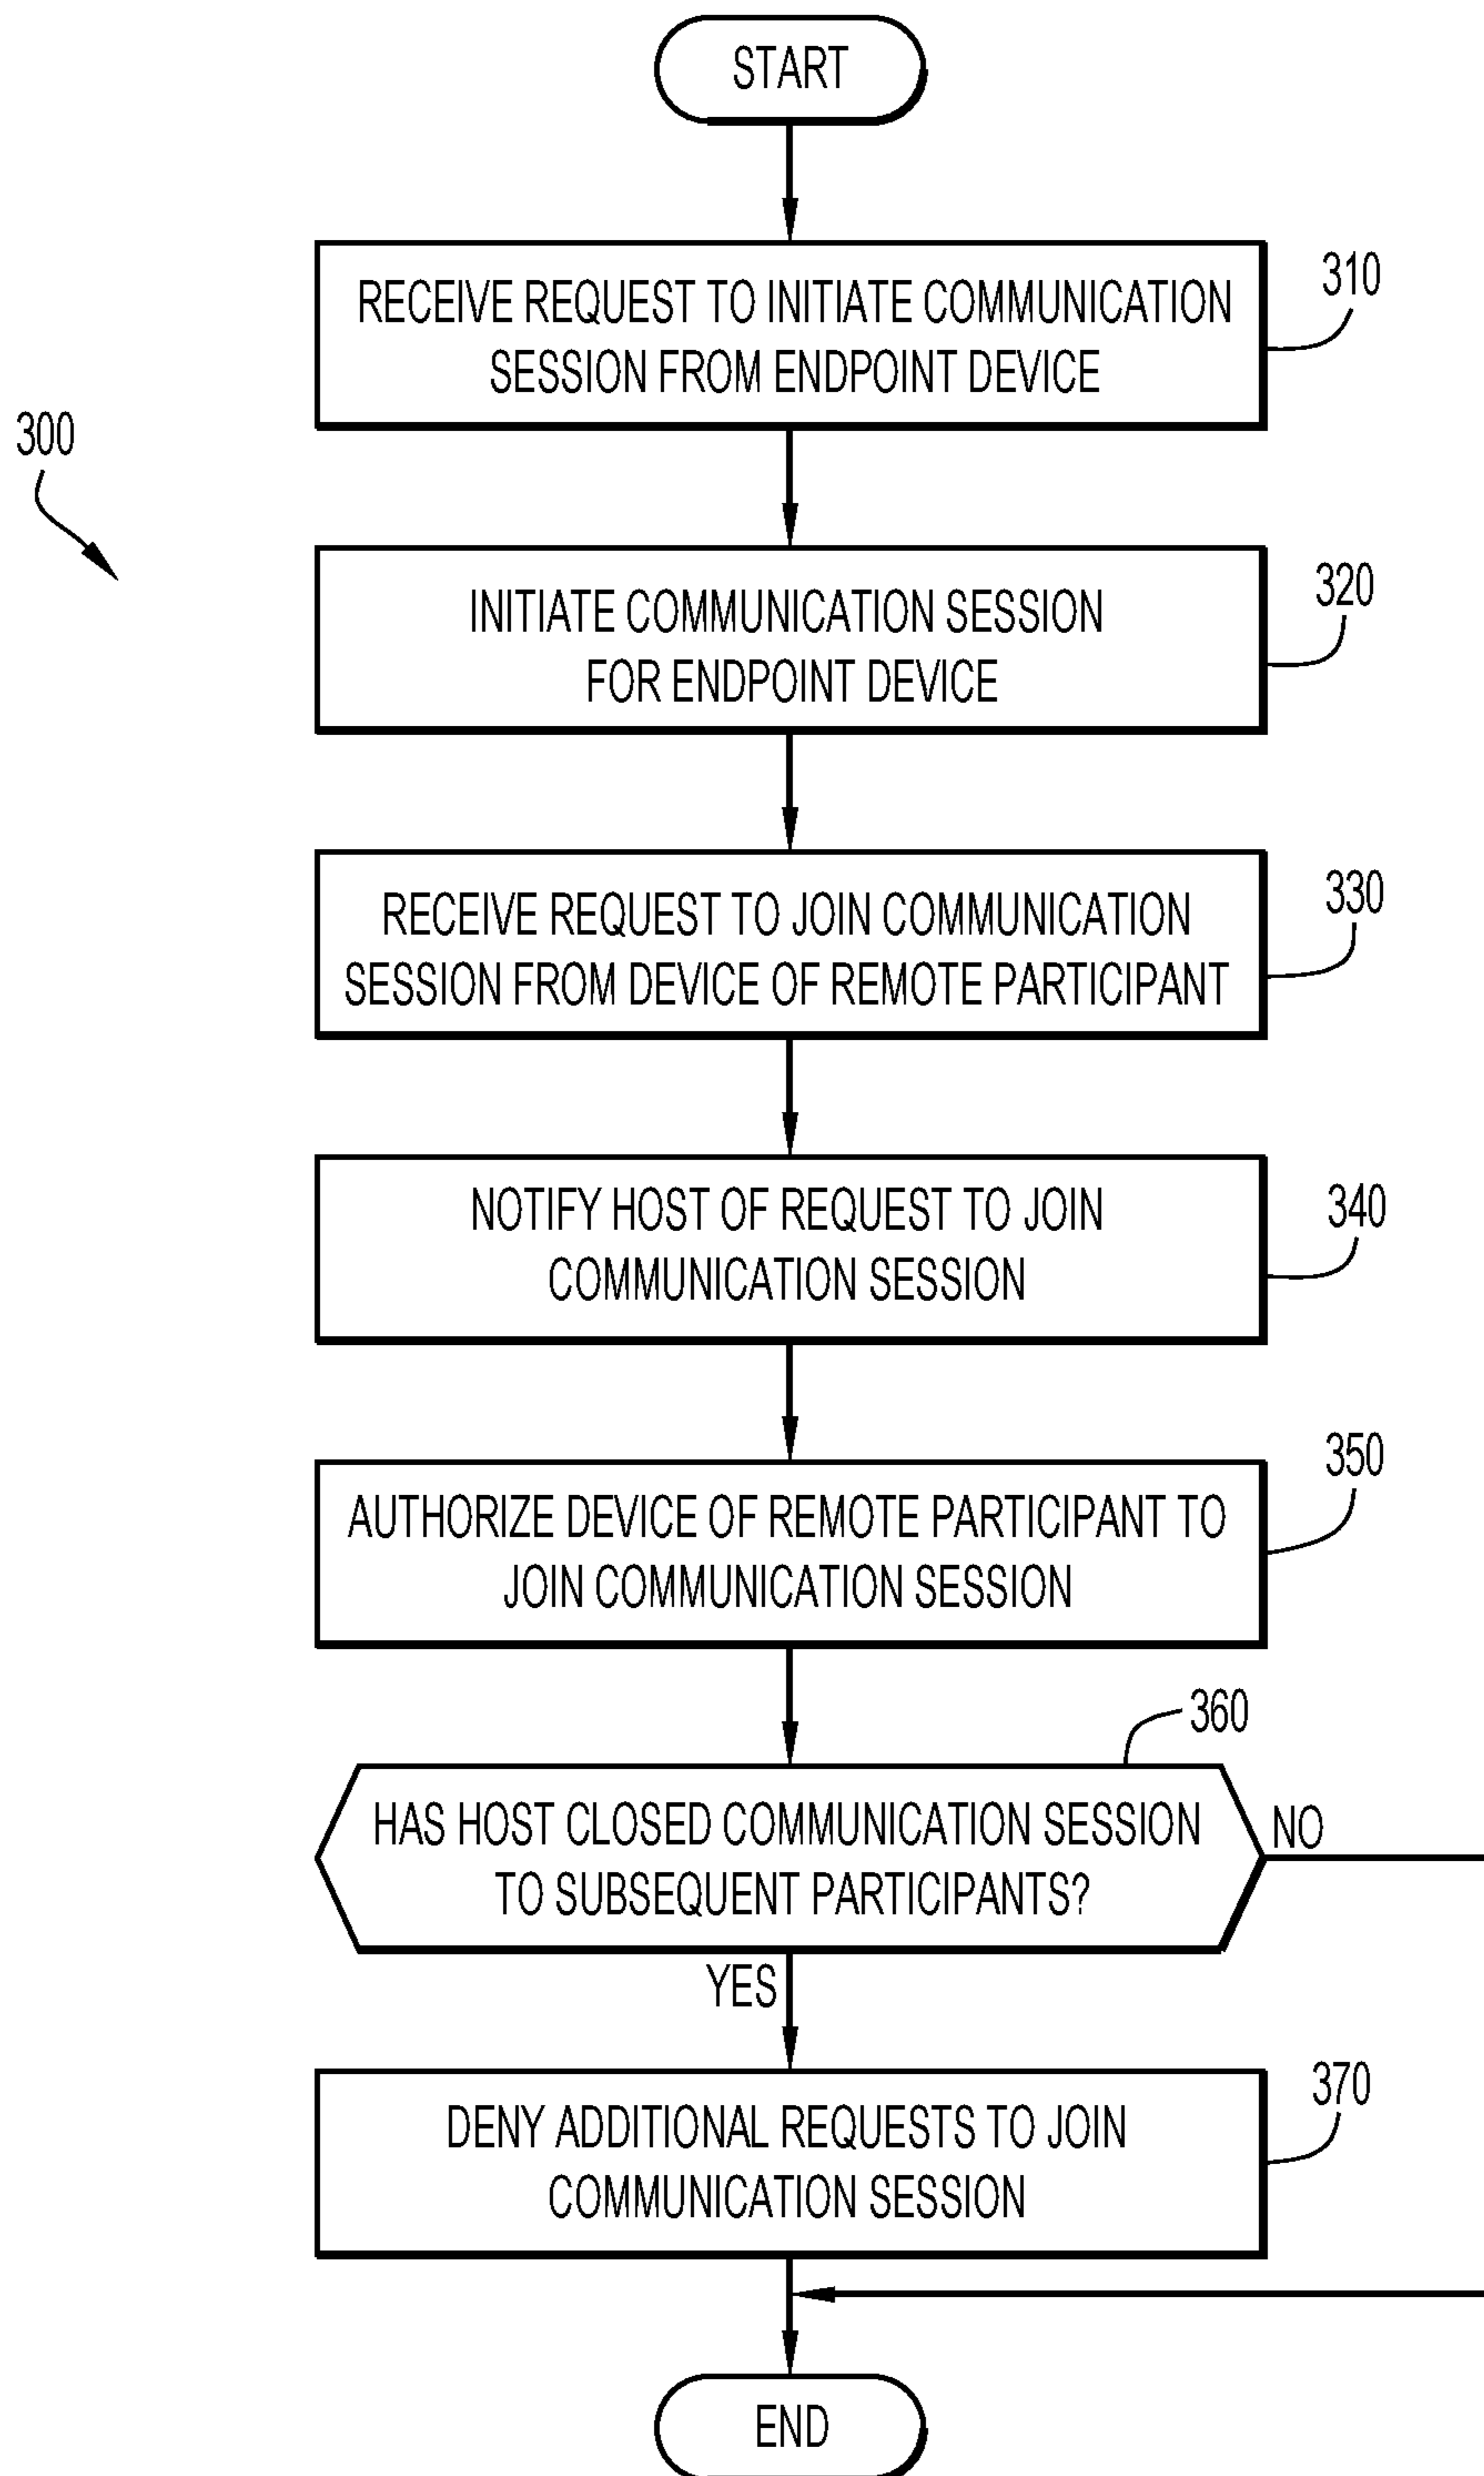 START
RECEIVE REQUEST TO INITIATE COMMUNICATION
SESSION FROM ENDPOINT DEVICE
310
300
INITIATE COMMUNICATION SESSION
FOR ENDPOINT DEVICE
320
RECEIVE REQUEST TO JOIN COMMUNICATION
SESSION FROM DEVICE OF REMOTE PARTICIPANT
330
NOTIFY HOST OF REQUEST TO JOIN
COMMUNICATION SESSION
340
AUTHORIZE DEVICE OF REMOTE PARTICIPANT TO
JOIN COMMUNICATION SESSION
350
360
HAS HOST CLOSED COMMUNICATION SESSION
TO SUBSEQUENT PARTICIPANTS?
NO
YES
DENY ADDITIONAL REQUESTS TO JOIN
COMMUNICATION SESSION
370
END